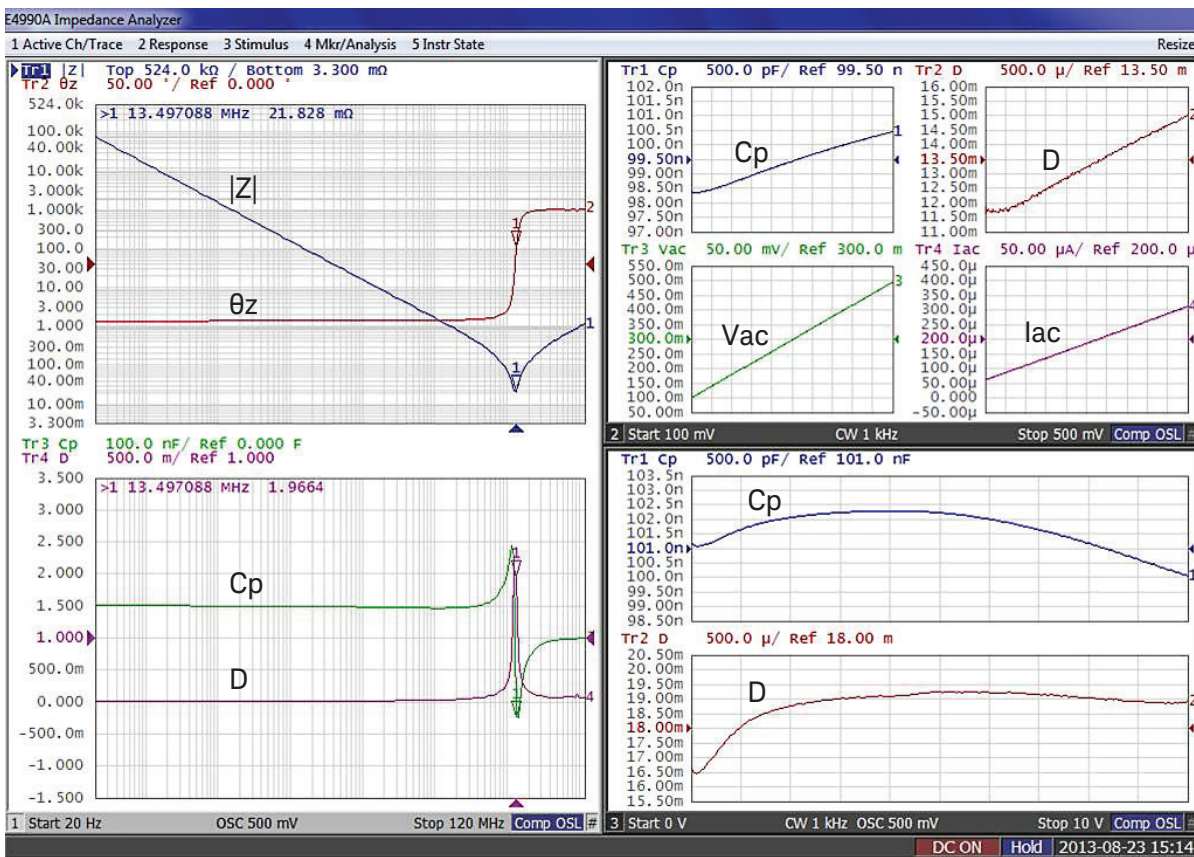 E4990A Impedance Analyzer
1 Active Ch/Trace 2 Response 3 Stimulus 4 Mkr/Analysis 5 Instr State
Resize
Tr1 |Z| Top 524.0 kΩ / Bottom 3.300 mΩ
Tr2 θz 50.00 °/ Ref 0.000 °
>1 13.497088 MHz 21.828 mΩ
524.0k
100.0k
40.00k
10.00k
3.000k
1.000k
300.0
100.0
30.00
10.00
3.000
1.000
300.0m
100.0m
40.00m
10.00m
3.300m
|Z|
θz
1
2
1
1
Tr3 Cp 100.0 nF/ Ref 0.000 F
Tr4 D 500.0 m/ Ref 1.000
>1 13.497088 MHz 1.9664
3.500
3.000
2.500
2.000
1.500
1.000
500.0m
0.000
-500.0m
-1.000
-1.500
Cp
D
1
1
4
1 Start 20 Hz OSC 500 mV Stop 120 MHz Comp OSL #
Tr1 Cp 500.0 pF/ Ref 99.50 n
102.0n
101.5n
101.0n
100.5n
100.0n
99.50n
99.00n
98.50n
98.00n
97.50n
97.00n
Cp
1
Tr2 D 500.0 µ/ Ref 13.50 m
16.00m
15.50m
15.00m
14.50m
14.00m
13.50m
13.00m
12.50m
12.00m
11.50m
11.00m
D
2
Tr3 Vac 50.00 mV/ Ref 300.0 m
550.0m
500.0m
450.0m
400.0m
350.0m
300.0m
250.0m
200.0m
150.0m
100.0m
50.00m
Vac
3
Tr4 Iac 50.00 µA/ Ref 200.0 µ
450.0µ
400.0µ
350.0µ
300.0µ
250.0µ
200.0µ
150.0µ
100.0µ
50.00µ
0.000
-50.00µ
Iac
4
2 Start 100 mV CW 1 kHz Stop 500 mV Comp OSL #
Tr1 Cp 500.0 pF/ Ref 101.0 nF
103.5n
103.0n
102.5n
102.0n
101.5n
101.0n
100.5n
100.0n
99.50n
99.00n
98.50n
Cp
1
Tr2 D 500.0 µ/ Ref 18.00 m
20.50m
20.00m
19.50m
19.00m
18.50m
18.00m
17.50m
17.00m
16.50m
16.00m
15.50m
D
2
3 Start 0 V CW 1 kHz OSC 500 mV Stop 10 V Comp OSL #
DC ON Hold 2013-08-23 15:14